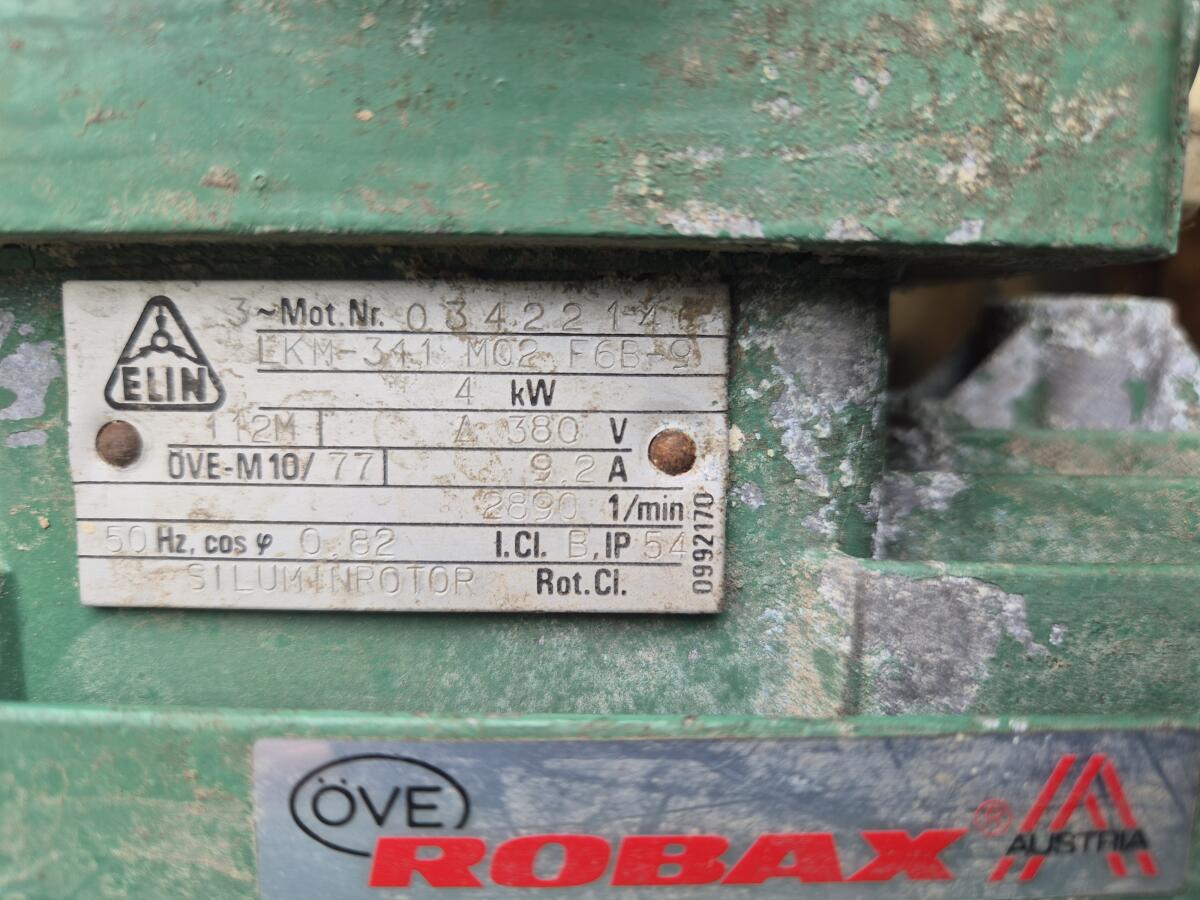 ELIN
3~Mot.Nr. 0342214
LKM-341 M02 F6B-9
4 kW
112M Δ 380 V
ÖVE-M10/77 9,2 A
2890 1/min
50 Hz, cos φ 0,82 I.Cl. B, IP 54
SILUMINROTOR Rot.Cl.
0992170
ÖVE
ROBAX ®
AUSTRIA